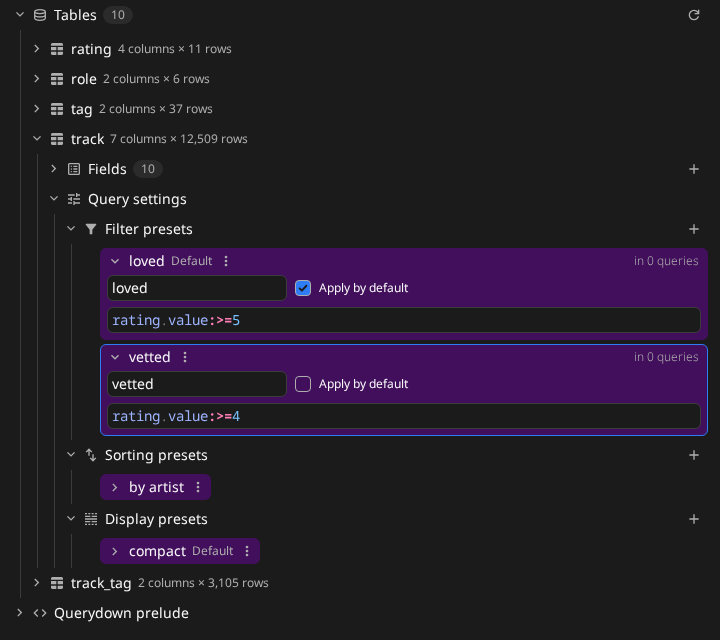 Tables 10
rating 4 columns × 11 rows
role 2 columns × 6 rows
tag 2 columns × 37 rows
track 7 columns × 12,509 rows
Fields 10
Query settings
Filter presets
loved Default in 0 queries
loved Apply by default
rating.value:>=5
vetted in 0 queries
vetted Apply by default
rating.value:>=4
Sorting presets
by artist
Display presets
compact Default
track_tag 2 columns × 3,105 rows
Querydown prelude